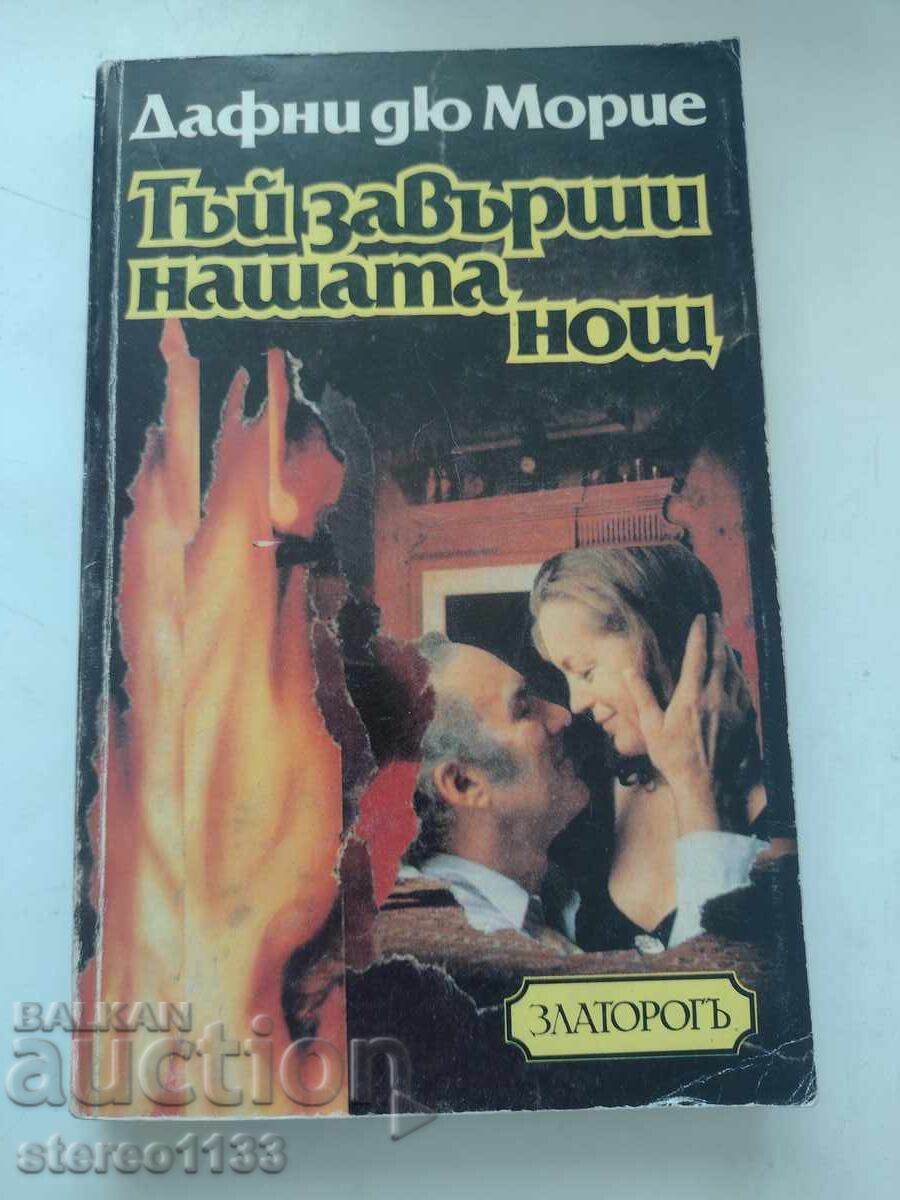 Дафни дю Морие
Тъй завърши
нашата
нощ
ЗЛАТОРОГЪ
BALKAN
auction
stereo1133